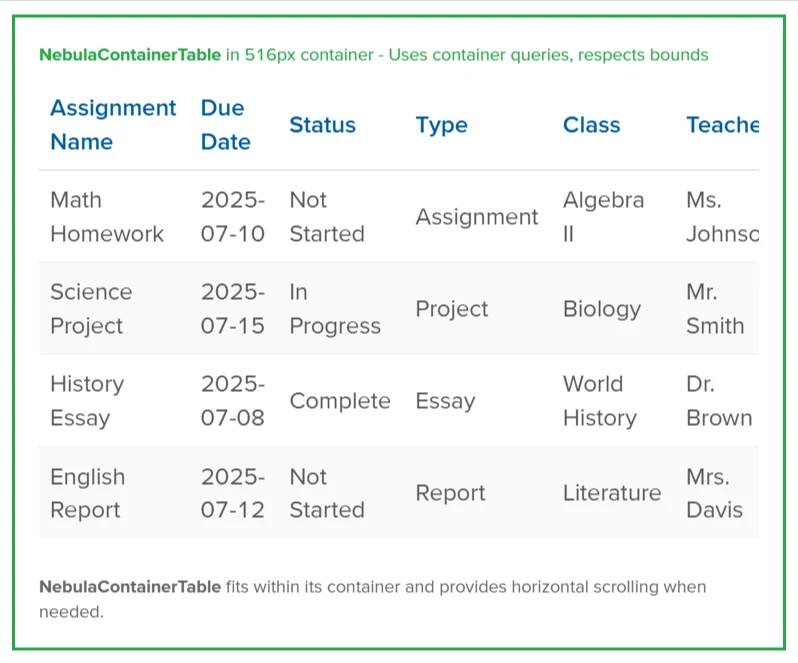 NebulaContainerTable in 516px container - Uses container queries, respects bounds
Assignment Name Due Date Status Type Class Teache
Math Homework 2025-07-10 Not Started Assignment Algebra II Ms. Johnso
Science Project 2025-07-15 In Progress Project Biology Mr. Smith
History Essay 2025-07-08 Complete Essay World History Dr. Brown
English Report 2025-07-12 Not Started Report Literature Mrs. Davis
NebulaContainerTable fits within its container and provides horizontal scrolling when
needed.